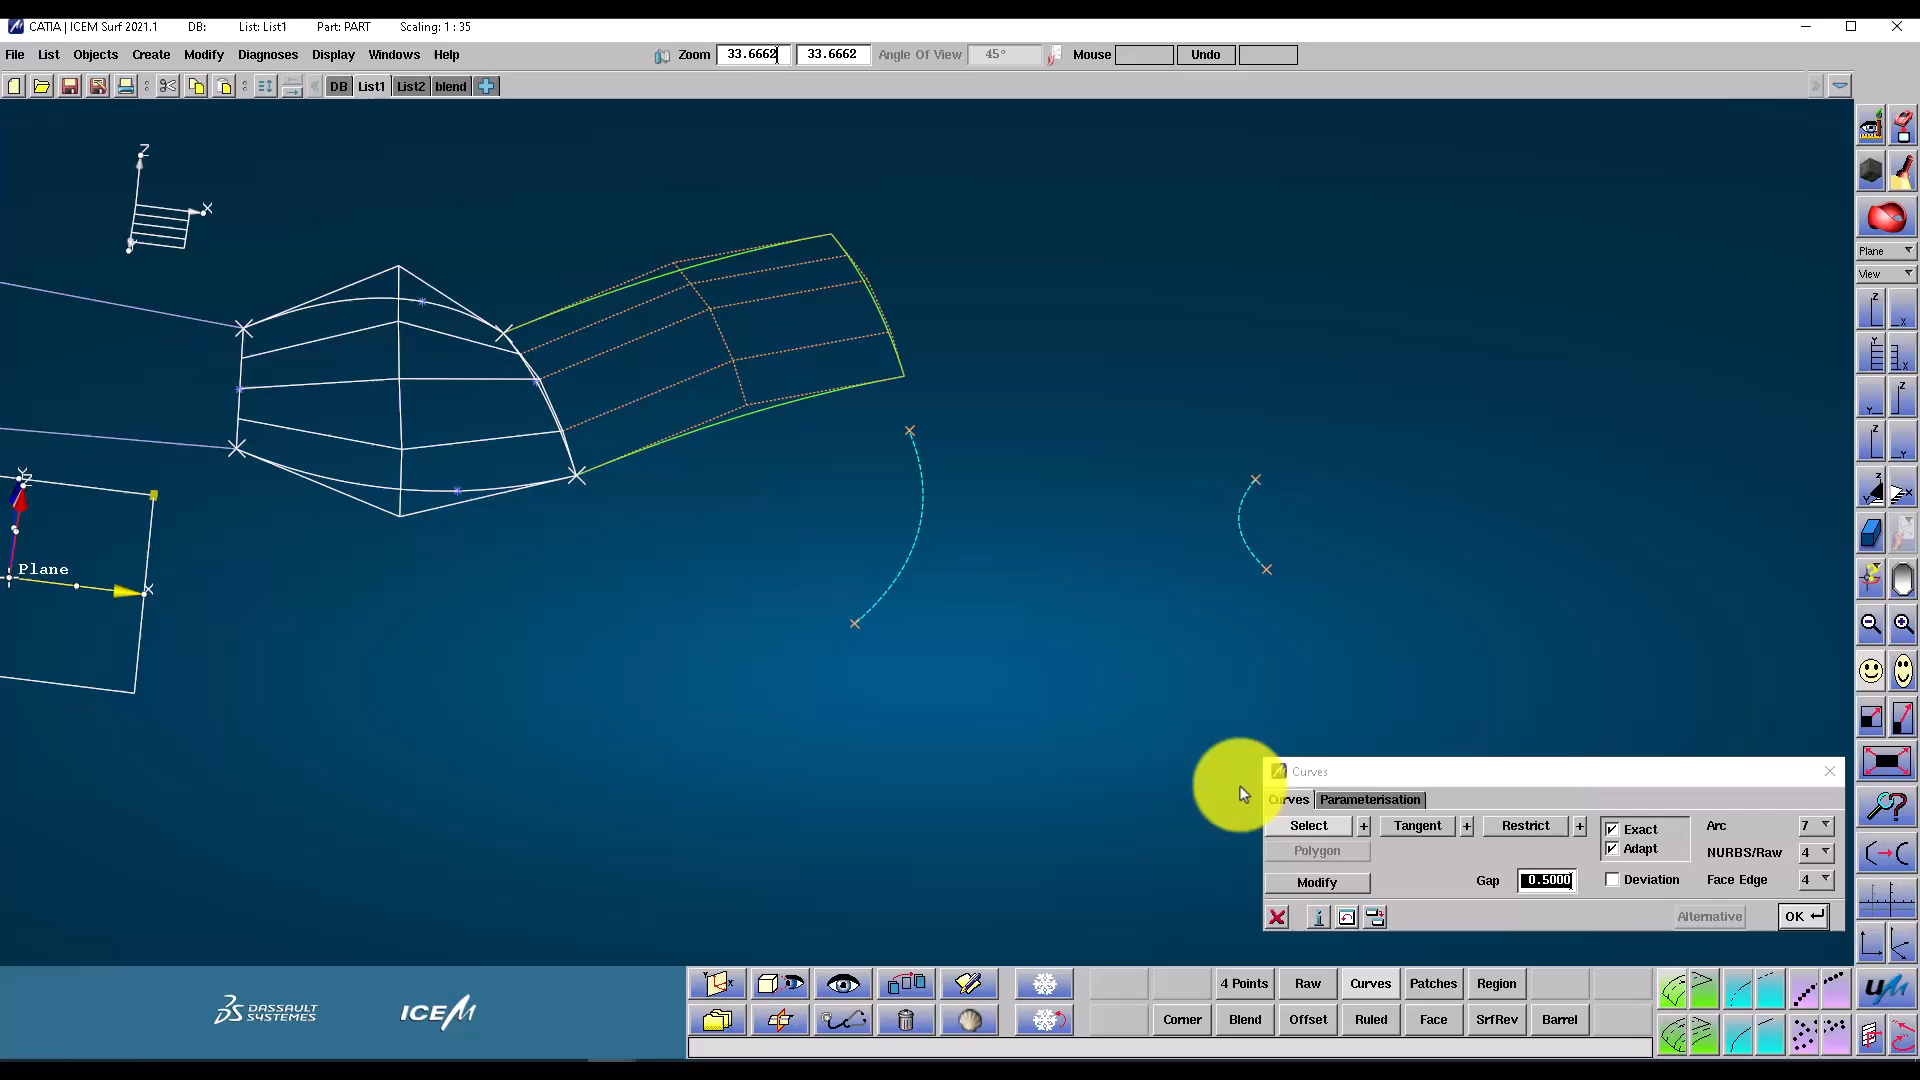 CATIA | ICEM Surf 2021.1 DB: List: List1 Part: PART Scaling: 1 : 35
File List Objects Create Modify Diagnoses Display Windows Help Zoom 33.6662 33.6662 Angle Of View 45° Mouse Undo
DB List1 List2 blend
Z
X
Plane
View
Z
X
Y
X
Z
Y
Z
Y
Z
Y
X
Y
Z
Plane
X
Curves
Curves Parameterisation
Select + Tangent + Restrict + Exact Arc 7
Polygon Adapt NURBS/Raw 4
Modify Gap 0.5000 Deviation Face Edge 4
Alternative OK
4 Points Raw Curves Patches Region
DASSAULT SYSTEMES ICEM
Corner Blend Offset Ruled Face SrfRev Barrel